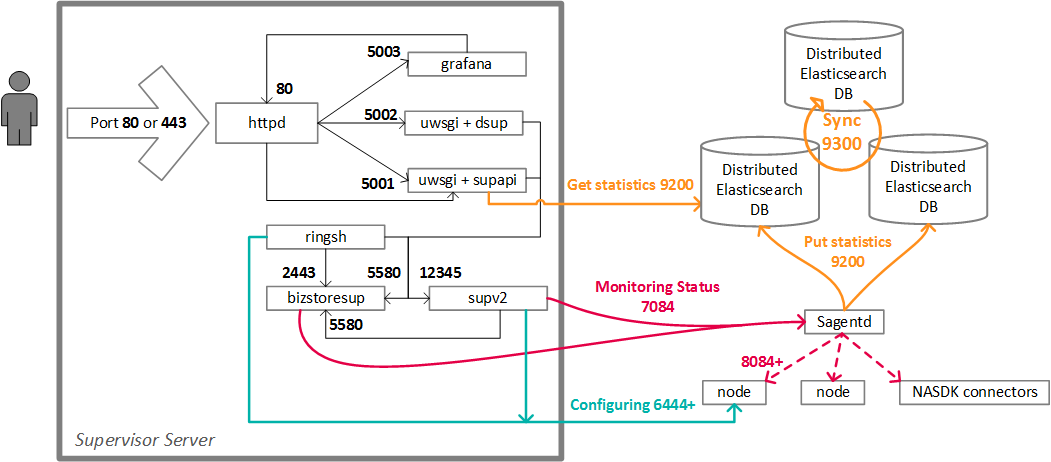 Port 80 or 443
httpd
80
5003
grafana
5002
uwsgi + dsup
5001
uwsgi + supapi
Get statistics 9200
Distributed
Elasticsearch
DB
Sync
9300
Distributed
Elasticsearch
DB
Distributed
Elasticsearch
DB
Put statistics
9200
ringsh
2443
5580
12345
bizstoresup
supv2
5580
Monitoring Status
7084
Sagentd
8084+
node
node
NASDK connectors
Configuring 6444+
Supervisor Server